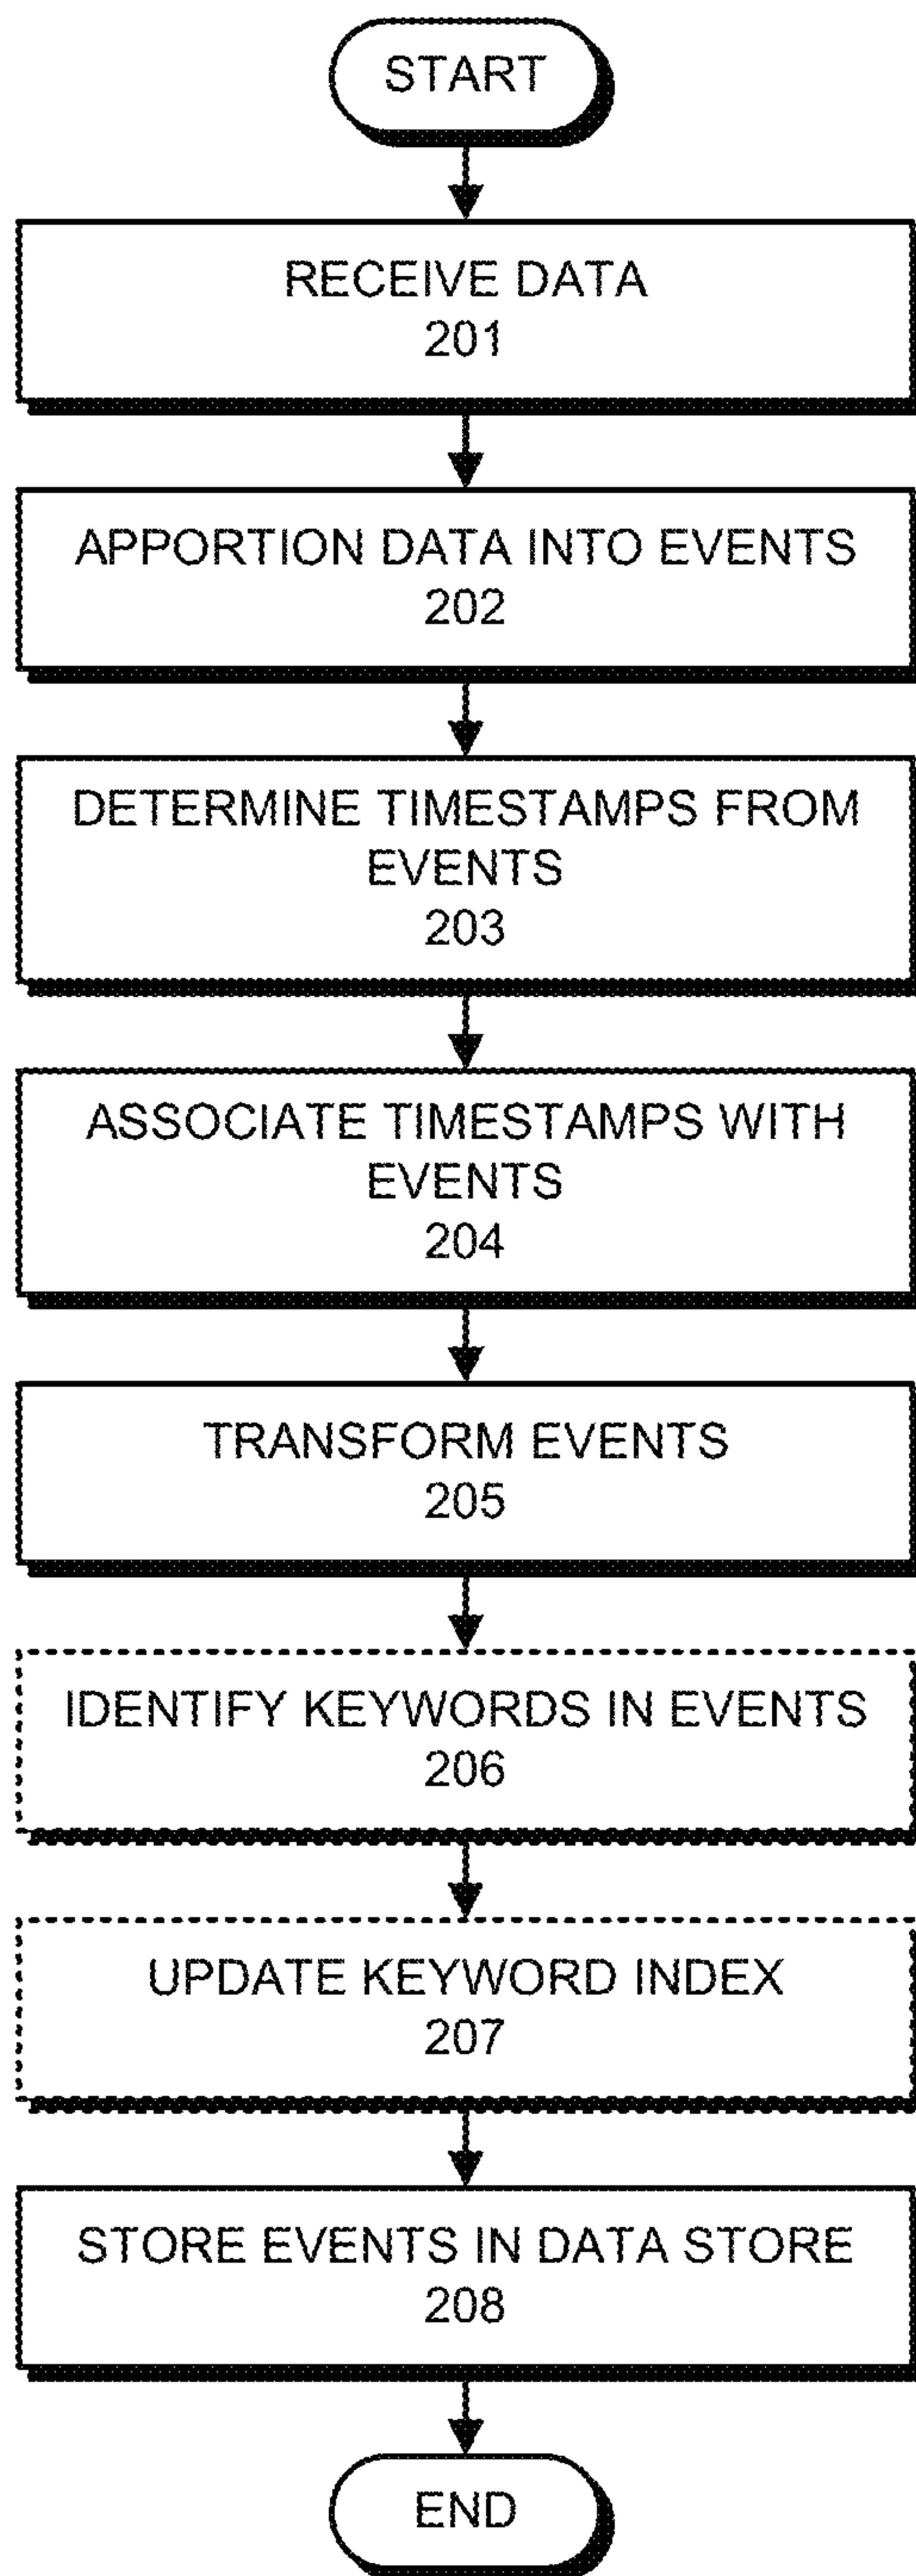 START
RECEIVE DATA
201
APPORTION DATA INTO EVENTS
202
DETERMINE TIMESTAMPS FROM
EVENTS
203
ASSOCIATE TIMESTAMPS WITH
EVENTS
204
TRANSFORM EVENTS
205
IDENTIFY KEYWORDS IN EVENTS
206
UPDATE KEYWORD INDEX
207
STORE EVENTS IN DATA STORE
208
END